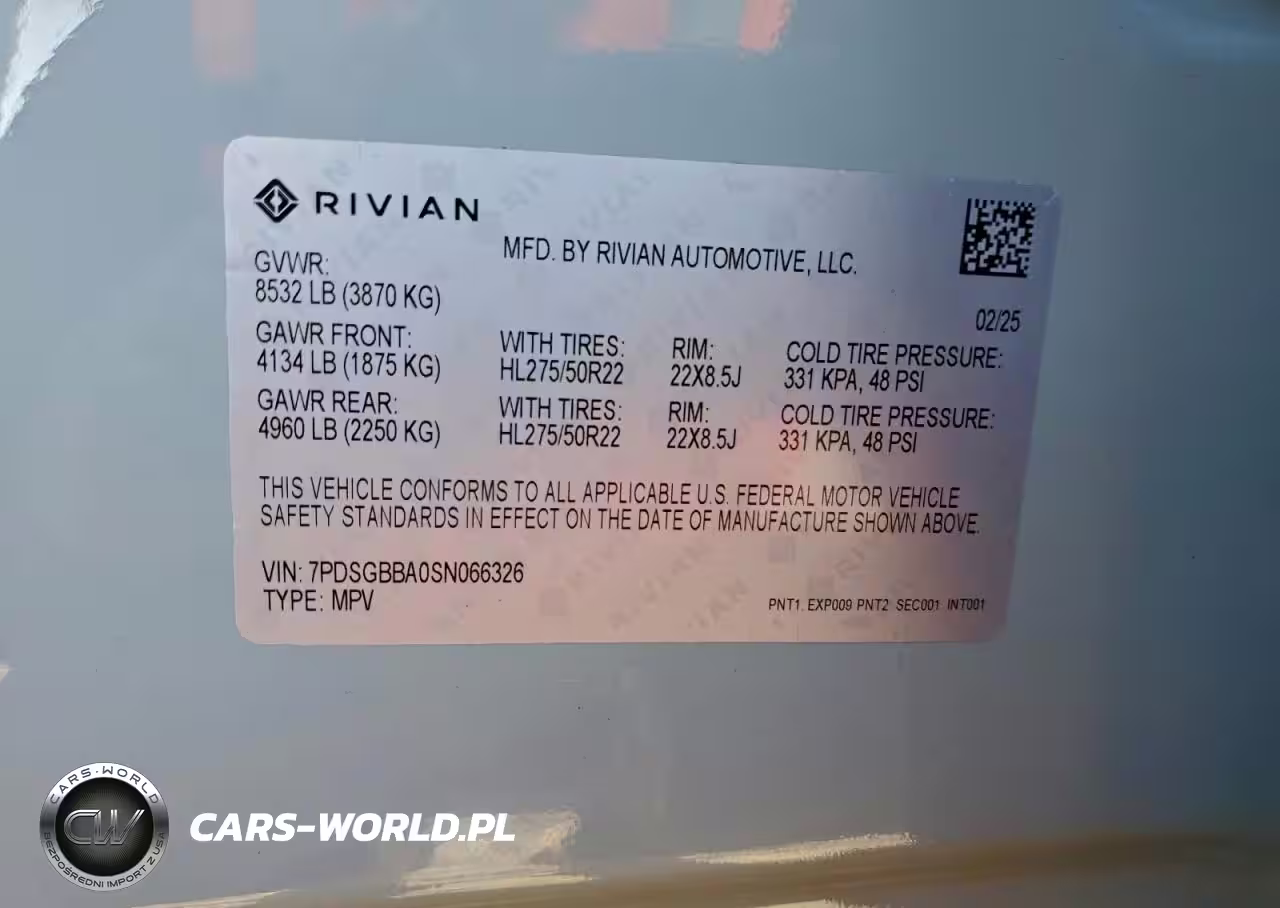 RIVIAN
MFD. BY RIVIAN AUTOMOTIVE, LLC.
GVWR:
8532 LB (3870 KG)
02/25
GAWR FRONT: WITH TIRES: RIM: COLD TIRE PRESSURE:
4134 LB (1875 KG) HL275/50R22 22X8.5J 331 KPA, 48 PSI
GAWR REAR: WITH TIRES: RIM: COLD TIRE PRESSURE:
4960 LB (2250 KG) HL275/50R22 22X8.5J 331 KPA, 48 PSI
THIS VEHICLE CONFORMS TO ALL APPLICABLE U.S. FEDERAL MOTOR VEHICLE
SAFETY STANDARDS IN EFFECT ON THE DATE OF MANUFACTURE SHOWN ABOVE.
VIN: 7PDSGBBA0SN066326
TYPE: MPV
PNT1 EXP009 PNT2 SEC001 INT001
CARS-WORLD
CW
BEZPOŚREDNI IMPORT Z USA
CARS-WORLD.PL